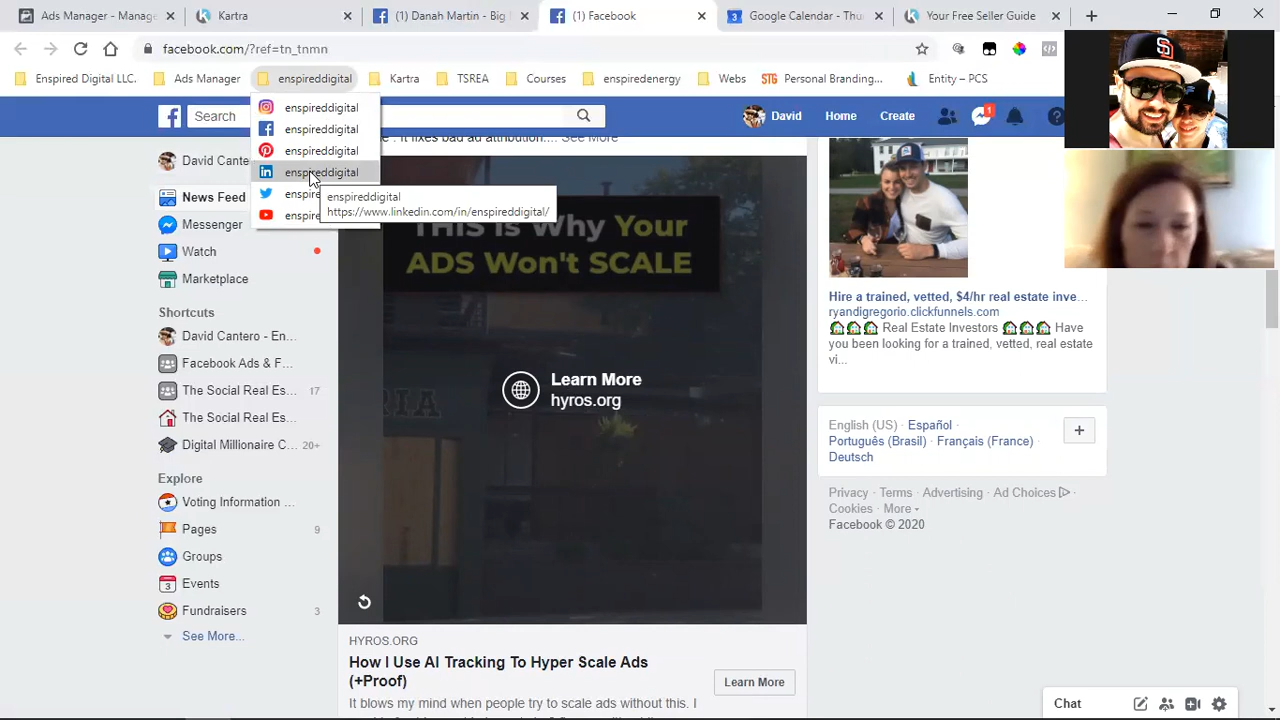 Ads Manager - Manage
Kartra
(1) Danah Martin - Big
(1) Facebook
Google Calendar - Thu
Your Free Seller Guide
facebook.com/?ref=tn_tnmn
Enspired Digital LLC.
Ads Manager
enspireddigital
Kartra
TSREA
Courses
enspiredenergy
Webs
STG Personal Branding...
Entity – PCS
Search
David
Home
Create
1
enspireddigital
enspireddigital
enspireddigital
enspireddigital
enspire
enspire
enspireddigital
https://www.linkedin.com/in/enspireddigital/
David Cante
News Feed
Messenger
Watch
Marketplace
Shortcuts
David Cantero - En...
Facebook Ads & F...
The Social Real Es... 17
The Social Real Es...
Digital Millionaire C... 20+
Explore
Voting Information ...
Pages 9
Groups
Events
Fundraisers 3
See More...
. It fixes bad attribution.... See More
THIS Is Why Your
ADS Won't SCALE
Learn More
hyros.org
HYROS.ORG
How I Use AI Tracking To Hyper Scale Ads
(+Proof)
Learn More
It blows my mind when people try to scale ads without this. I
Hire a trained, vetted, $4/hr real estate inve...
ryandigregorio.clickfunnels.com
Real Estate Investors Have
you been looking for a trained, vetted, real estate
vi...
English (US) · Español ·
Português (Brasil) · Français (France) ·
Deutsch
Privacy · Terms · Advertising · Ad Choices ·
Cookies · More
Facebook © 2020
Chat